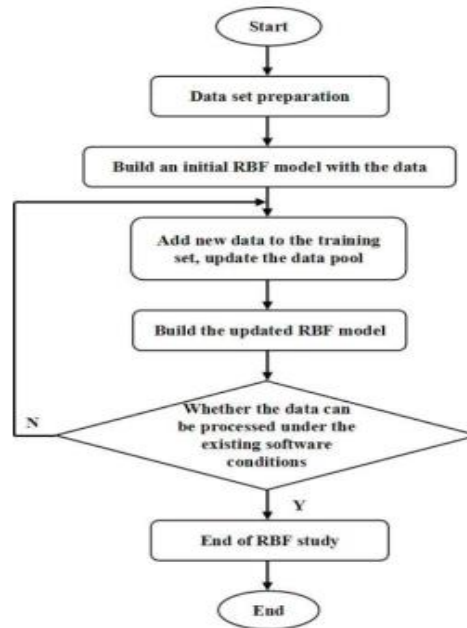 Start
Data set preparation
Build an initial RBF model with the data
Add new data to the training
set, update the data pool
Build the updated RBF model
Whether the data can
be processed under the
existing software
conditions
N
Y
End of RBF study
End